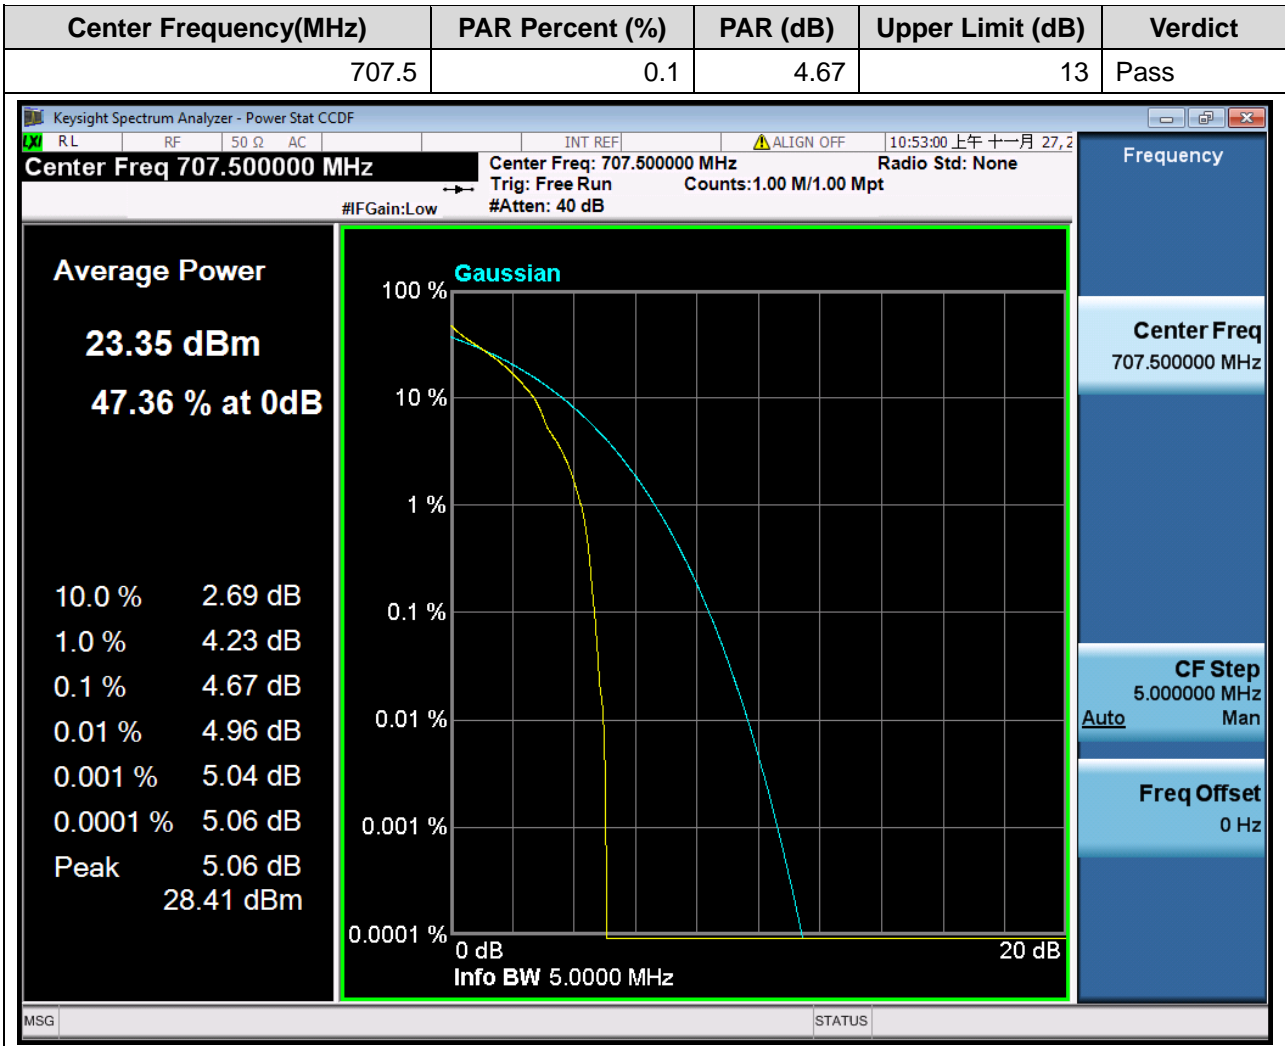 Center Frequency(MHz) PAR Percent (%) PAR (dB) Upper Limit (dB) Verdict
707.5 0.1 4.67 13 Pass
Keysight Spectrum Analyzer - Power Stat CCDF
LXI RL RF 50 Ω AC INT REF ALIGN OFF 10:53:00 上午 十一月 27, 2
Center Freq 707.500000 MHz
Center Freq: 707.500000 MHz Radio Std: None
Trig: Free Run Counts:1.00 M/1.00 Mpt
#IFGain:Low #Atten: 40 dB
Average Power
23.35 dBm
47.36 % at 0dB
10.0 % 2.69 dB
1.0 % 4.23 dB
0.1 % 4.67 dB
0.01 % 4.96 dB
0.001 % 5.04 dB
0.0001 % 5.06 dB
Peak 5.06 dB
28.41 dBm
Gaussian
100 %
10 %
1 %
0.1 %
0.01 %
0.001 %
0.0001 %
0 dB 20 dB
Info BW 5.0000 MHz
Frequency
Center Freq
707.500000 MHz
CF Step
5.000000 MHz
Auto Man
Freq Offset
0 Hz
MSG STATUS